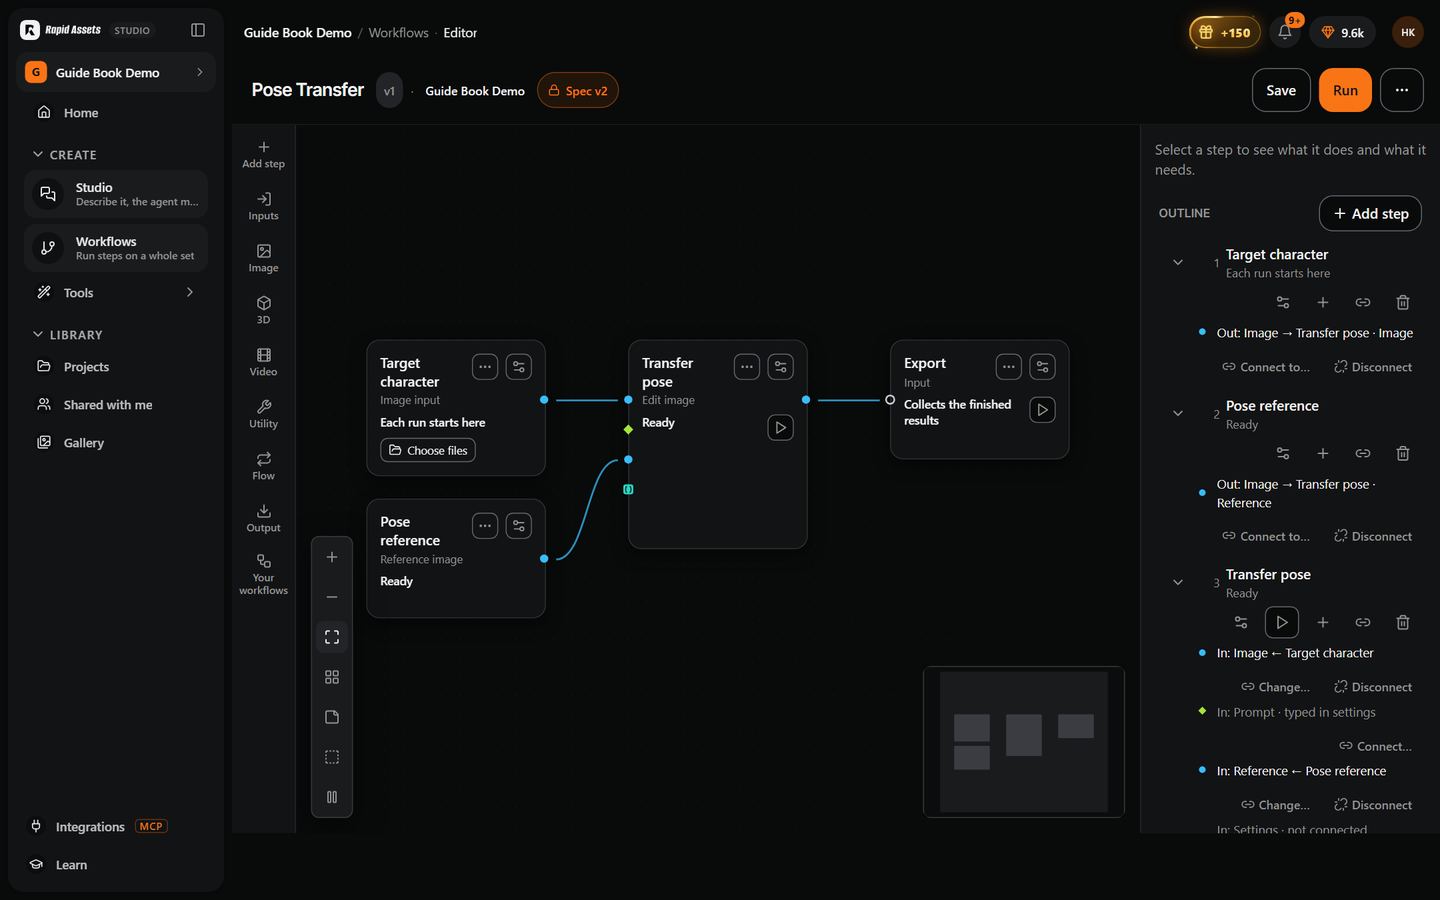 Rapid Assets STUDIO
Guide Book Demo / Workflows · Editor
+150
9+
9.6k
HK
G Guide Book Demo
Home
CREATE
Studio
Describe it, the agent m...
Workflows
Run steps on a whole set
Tools
LIBRARY
Projects
Shared with me
Gallery
Integrations MCP
Learn
Pose Transfer v1 · Guide Book Demo Spec v2
Save
Run
Add step
Inputs
Image
3D
Video
Utility
Flow
Output
Your
workflows
Target
character
Image input
Each run starts here
Choose files
Pose
reference
Reference image
Ready
Transfer
pose
Edit image
Ready
Export
Input
Collects the finished
results
Select a step to see what it does and what it
needs.
OUTLINE
Add step
1 Target character
Each run starts here
Out: Image → Transfer pose · Image
Connect to... Disconnect
2 Pose reference
Ready
Out: Image → Transfer pose ·
Reference
Connect to... Disconnect
3 Transfer pose
Ready
In: Image ← Target character
Change... Disconnect
In: Prompt · typed in settings
Connect...
In: Reference ← Pose reference
Change... Disconnect
In: Settings · not connected